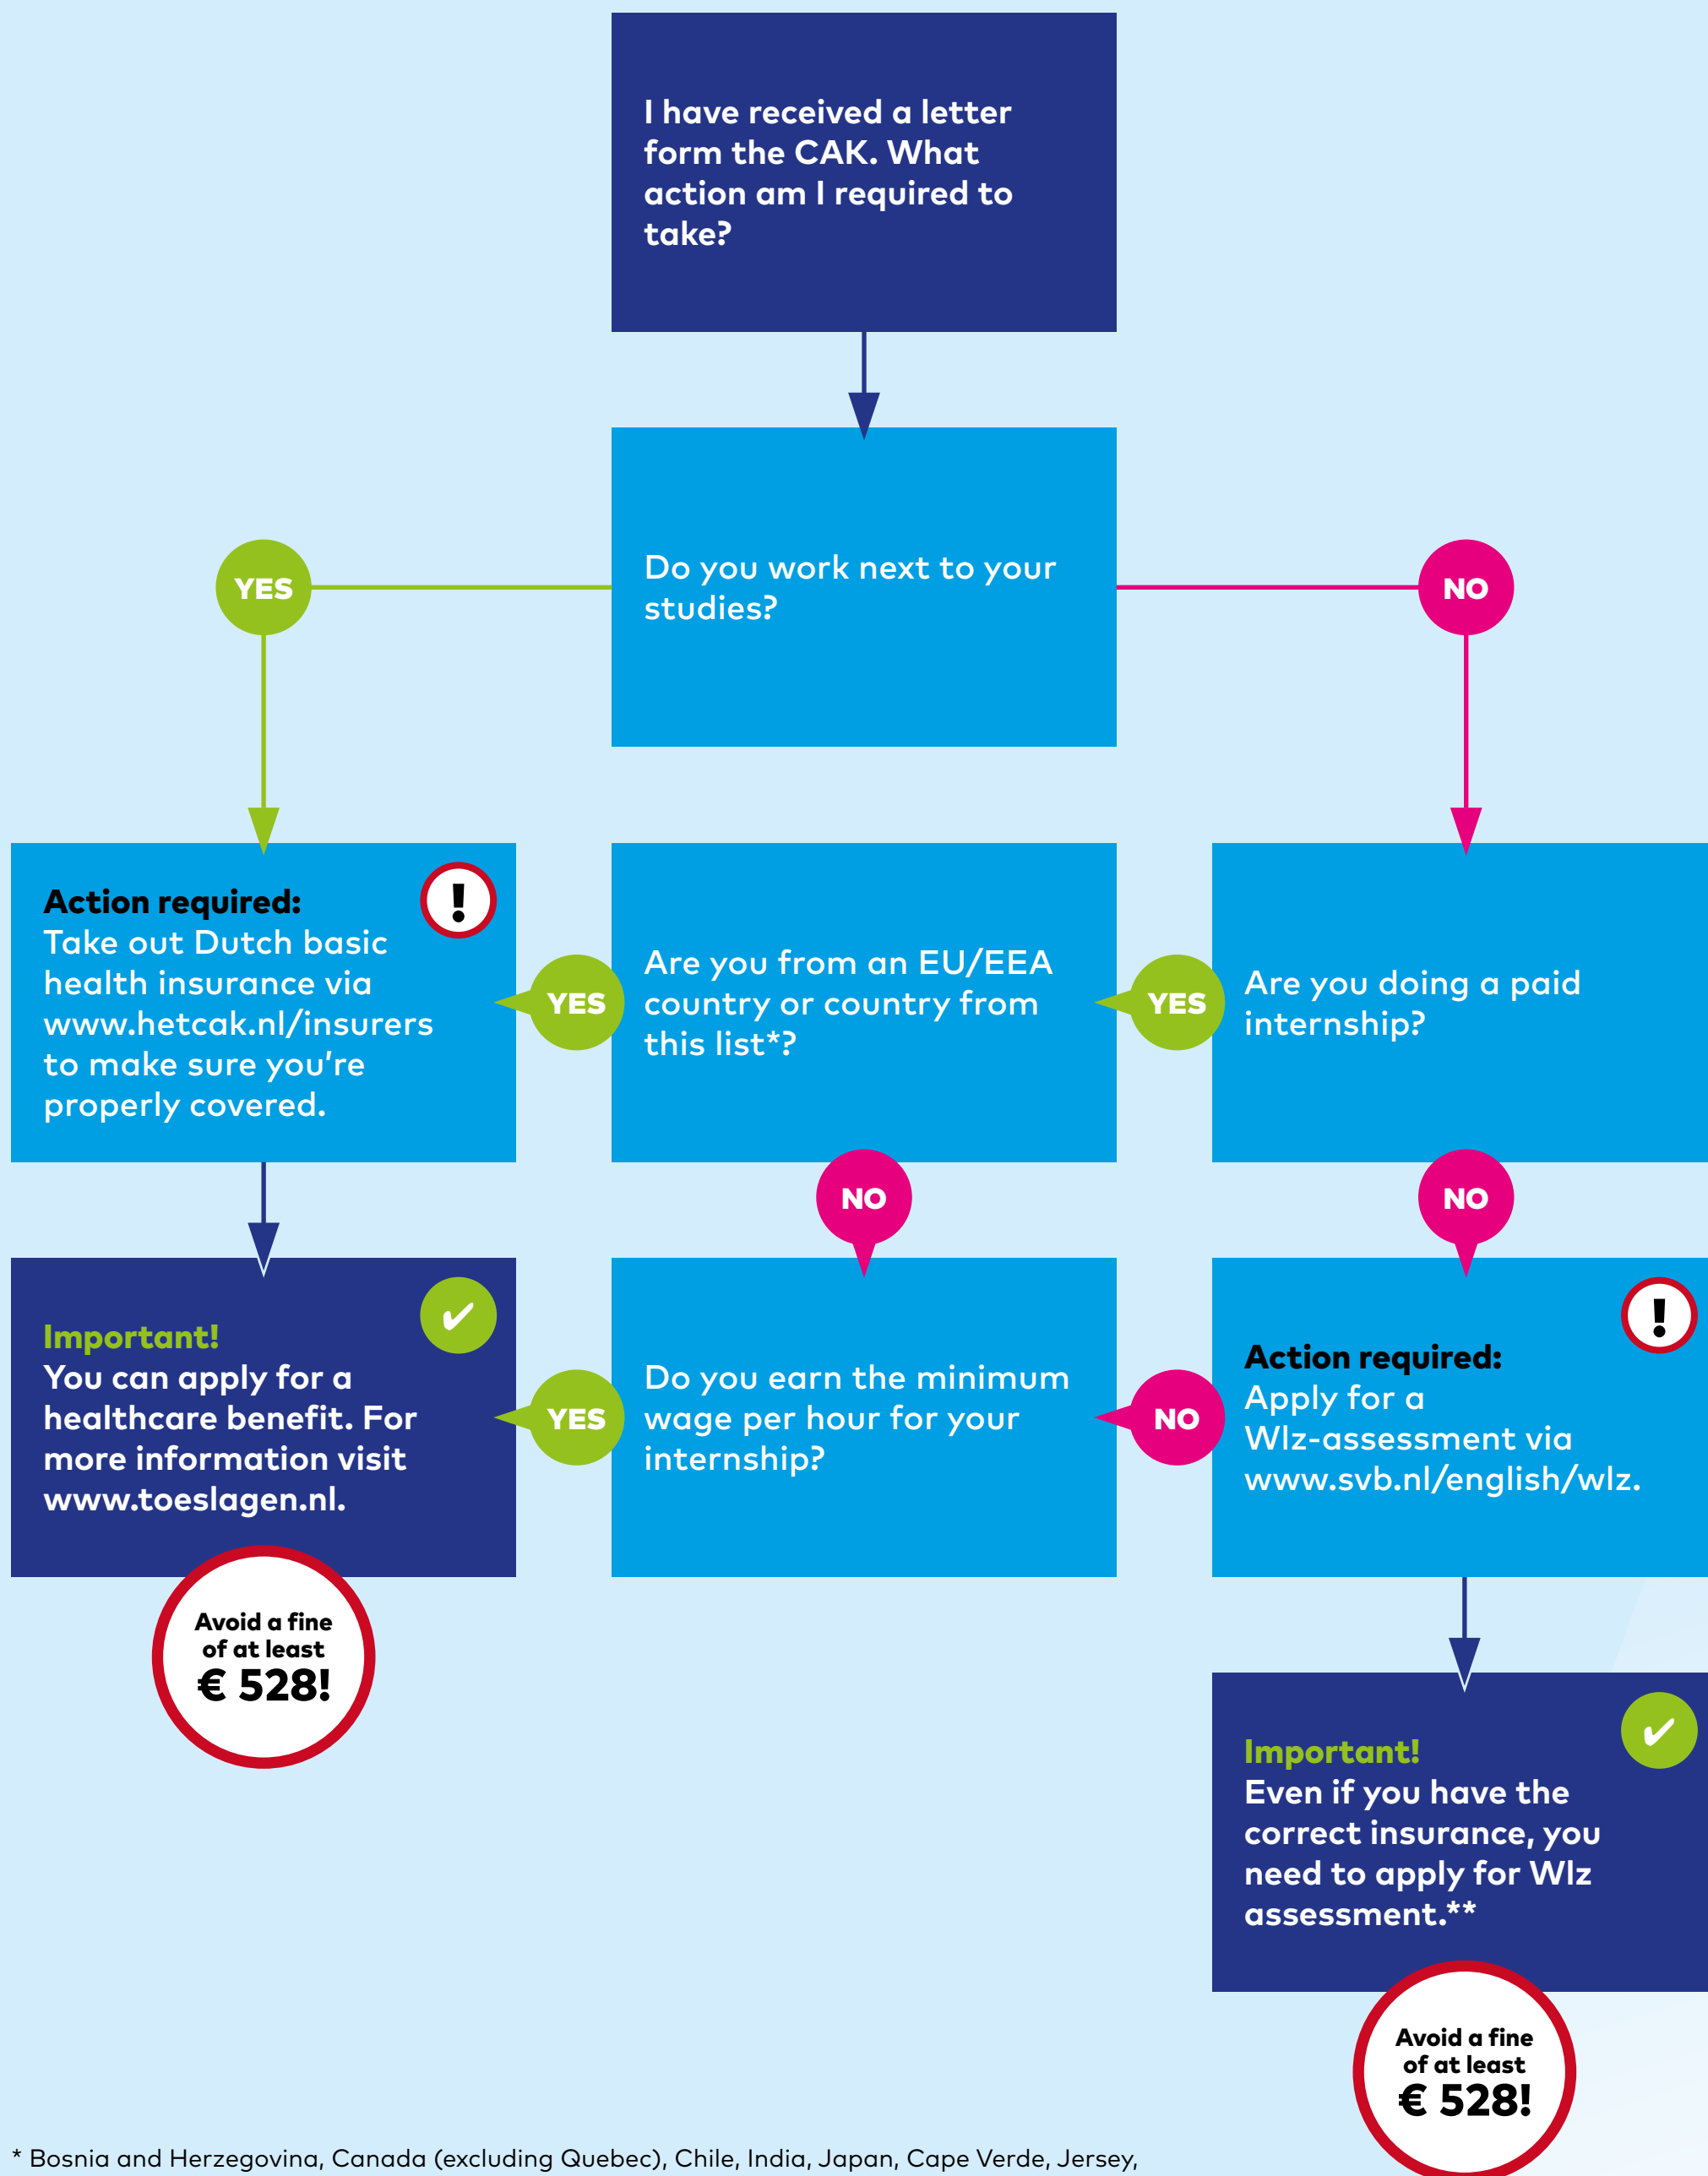 I have received a letter
form the CAK. What
action am I required to
take?
Do you work next to your
studies?
YES
NO
Action required:
!
Take out Dutch basic
health insurance via
www.hetcak.nl/insurers
to make sure you're
properly covered.
YES
Are you from an EU/EEA
country or country from
this list*?
YES
Are you doing a paid
internship?
NO
NO
Important!
You can apply for a
healthcare benefit. For
more information visit
www.toeslagen.nl.
YES
Do you earn the minimum
wage per hour for your
internship?
NO
!
Action required:
Apply for a
Wlz-assessment via
www.svb.nl/english/wlz.
Avoid a fine
of at least
€ 528!
Important!
Even if you have the
correct insurance, you
need to apply for Wlz
assessment.**
Avoid a fine
of at least
€ 528!
* Bosnia and Herzegovina, Canada (excluding Quebec), Chile, India, Japan, Cape Verde, Jersey,